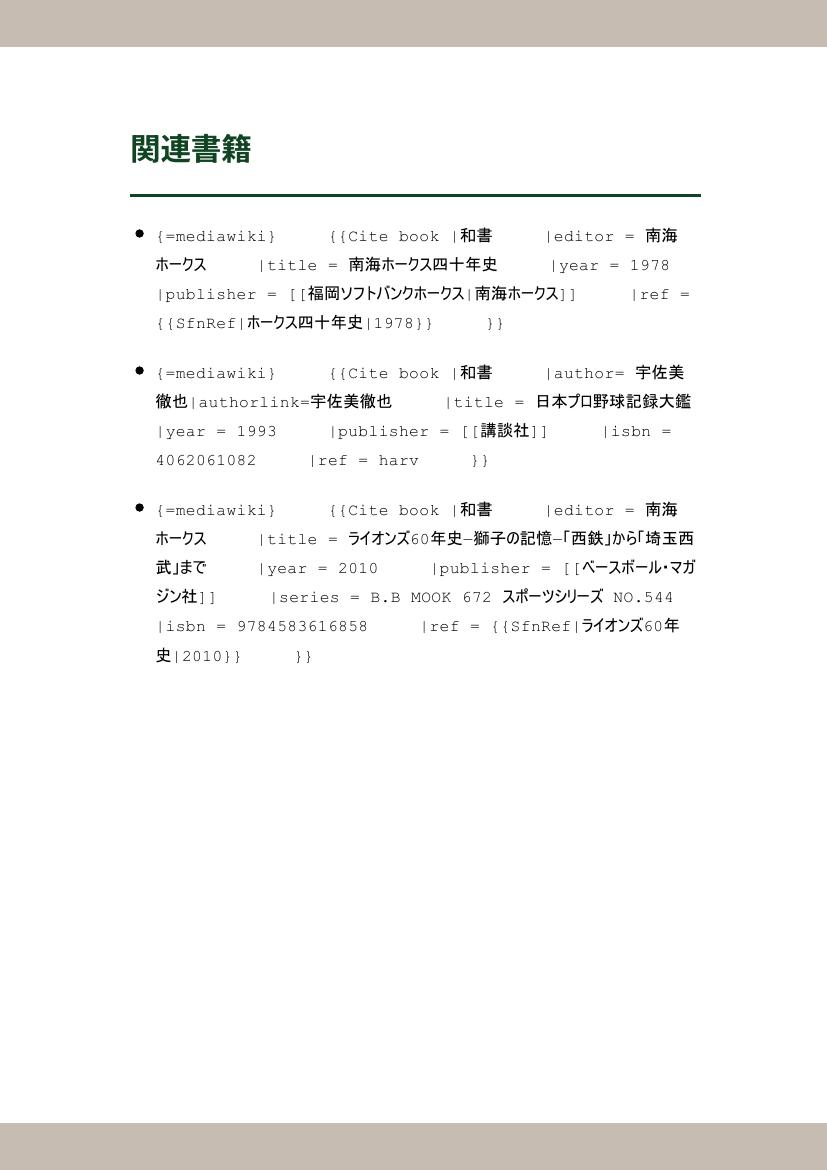 関連書籍
● {=mediawiki} {{Cite book |和書 |editor = 南海
ホークス |title = 南海ホークス四十年史 |year = 1978
|publisher = [[福岡ソフトバンクホークス|南海ホークス]] |ref =
{{SfnRef|ホークス四十年史|1978}} }}
● {=mediawiki} {{Cite book |和書 |author= 宇佐美
徹也|authorlink=宇佐美徹也 |title = 日本プロ野球記録大鑑
|year = 1993 |publisher = [[講談社]] |isbn =
4062061082 |ref = harv }}
● {=mediawiki} {{Cite book |和書 |editor = 南海
ホークス |title = ライオンズ60年史—獅子の記憶—「西鉄」から「埼玉西
武」まで |year = 2010 |publisher = [[ベースボール・マガ
ジン社]] |series = B.B MOOK 672 スポーツシリーズ NO.544
|isbn = 9784583616858 |ref = {{SfnRef|ライオンズ60年
史|2010}} }}